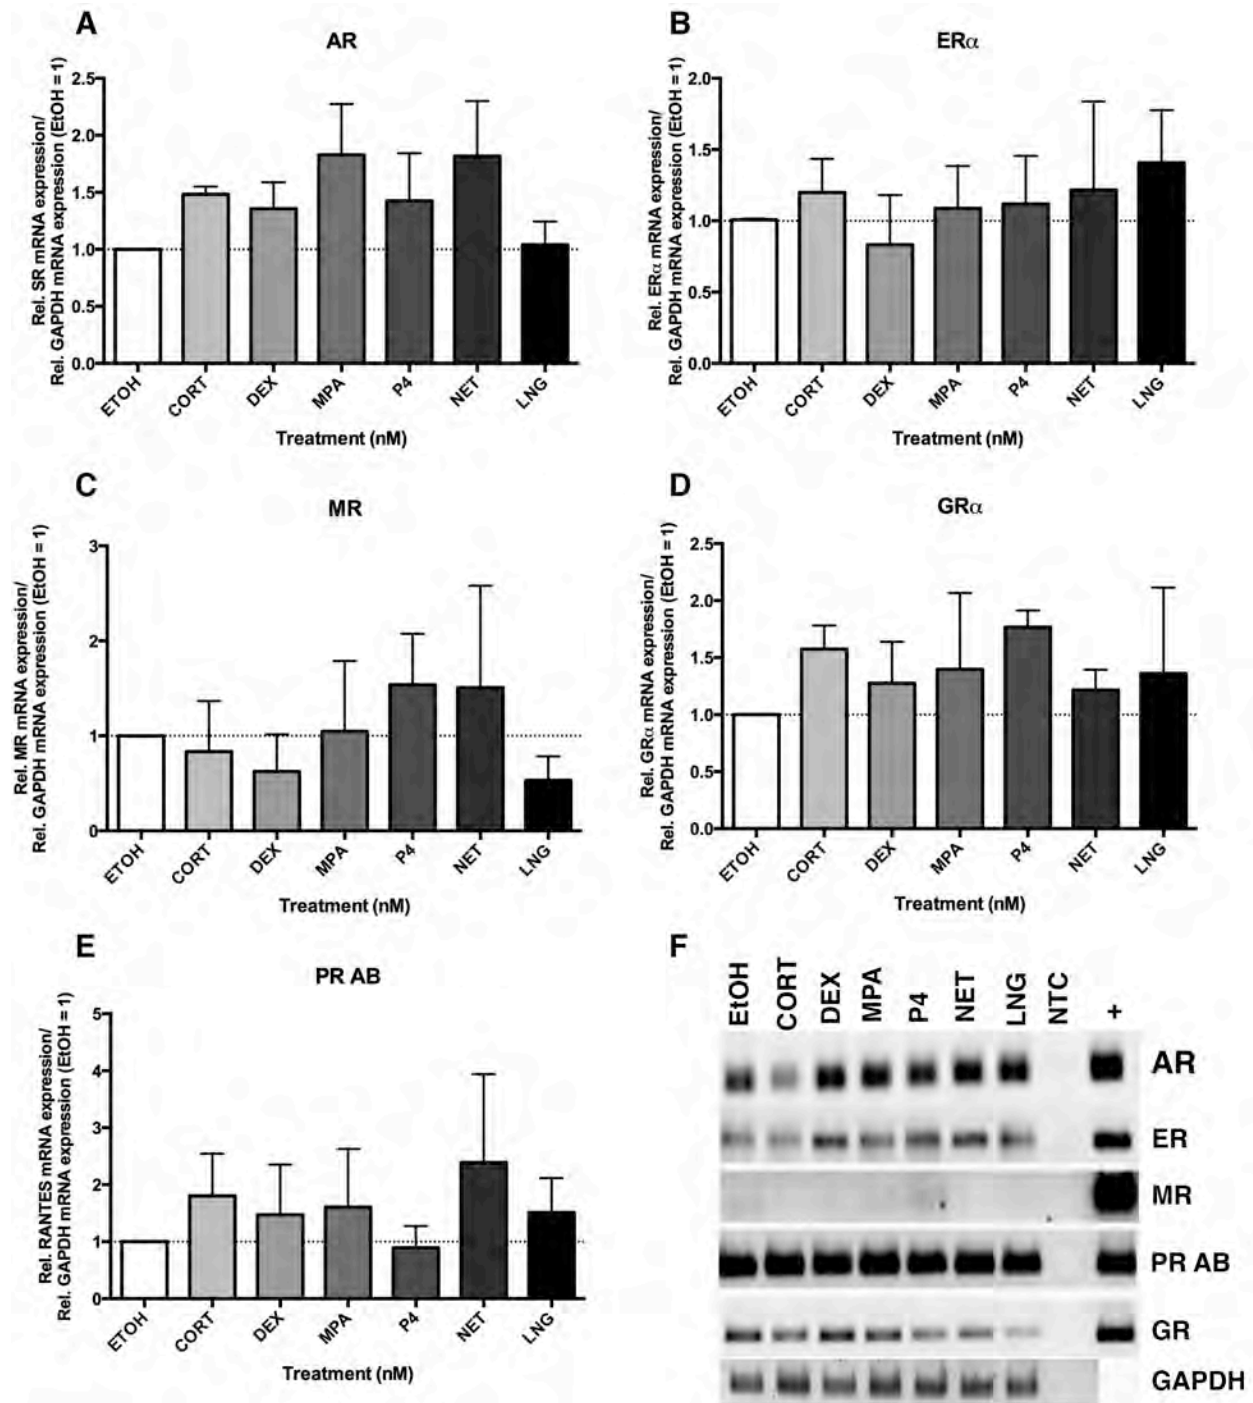 A
AR
Rel. SR mRNA expression/
Rel. GAPDH mRNA expression (EtOH = 1)
2.5
2.0
1.5
1.0
0.5
0.0
ETOH CORT DEX MPA P4 NET LNG
Treatment (nM)
B
ERα
Rel. ERα mRNA expression/
Rel. GAPDH mRNA expression (EtOH = 1)
2.0
1.5
1.0
0.5
0.0
ETOH CORT DEX MPA P4 NET LNG
Treatment (nM)
C
MR
Rel. MR mRNA expression/
Rel. GAPDH mRNA expression (EtOH = 1)
3
2
1
0
ETOH CORT DEX MPA P4 NET LNG
Treatment (nM)
D
GRα
Rel. GRα mRNA expression/
Rel. GAPDH mRNA expression (EtOH = 1)
2.5
2.0
1.5
1.0
0.5
0.0
ETOH CORT DEX MPA P4 NET LNG
Treatment (nM)
E
PR AB
Rel. RANTES mRNA expression/
Rel. GAPDH mRNA expression (EtOH = 1)
5
4
3
2
1
0
ETOH CORT DEX MPA P4 NET LNG
Treatment (nM)
F
EtOH CORT DEX MPA P4 NET LNG NTC +
AR
ER
MR
PR AB
GR
GAPDH